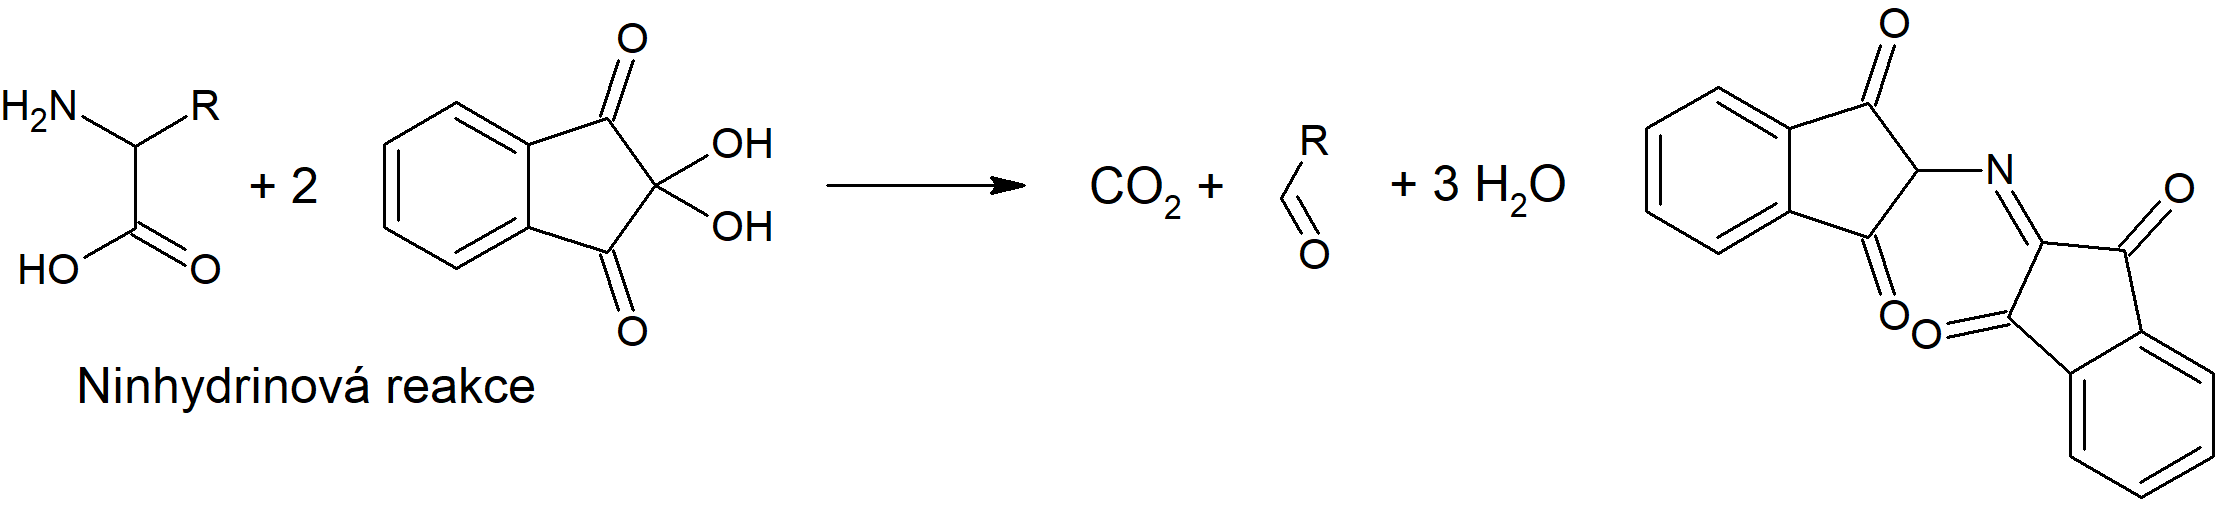 H₂N R HO O + 2 O OH OH O CO₂ + R O + 3 H₂O O O N O O
Ninhydrinová reakce